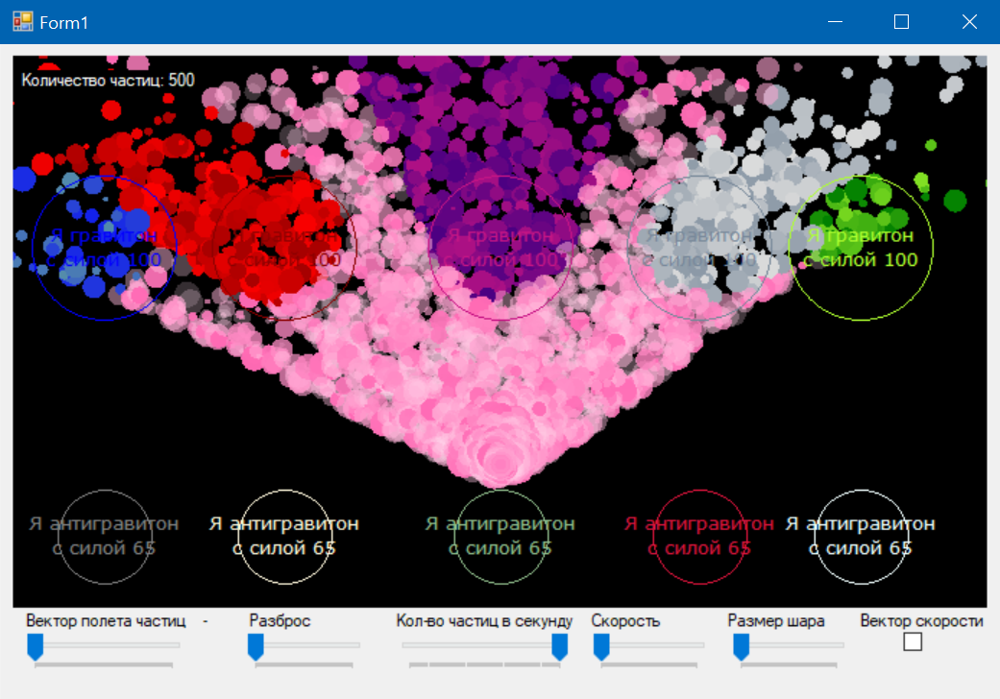 Form1
Количество частиц: 500
Я гравитон
с силой 100
Я гравитон
с силой 100
Я гравитон
с силой 100
Я гравитон
с силой 100
Я гравитон
с силой 100
Я антигравитон
с силой 65
Я антигравитон
с силой 65
Я антигравитон
с силой 65
Я антигравитон
с силой 65
Я антигравитон
с силой 65
Вектор полета частиц - Разброс Кол-во частиц в секунду Скорость Размер шара Вектор скорости